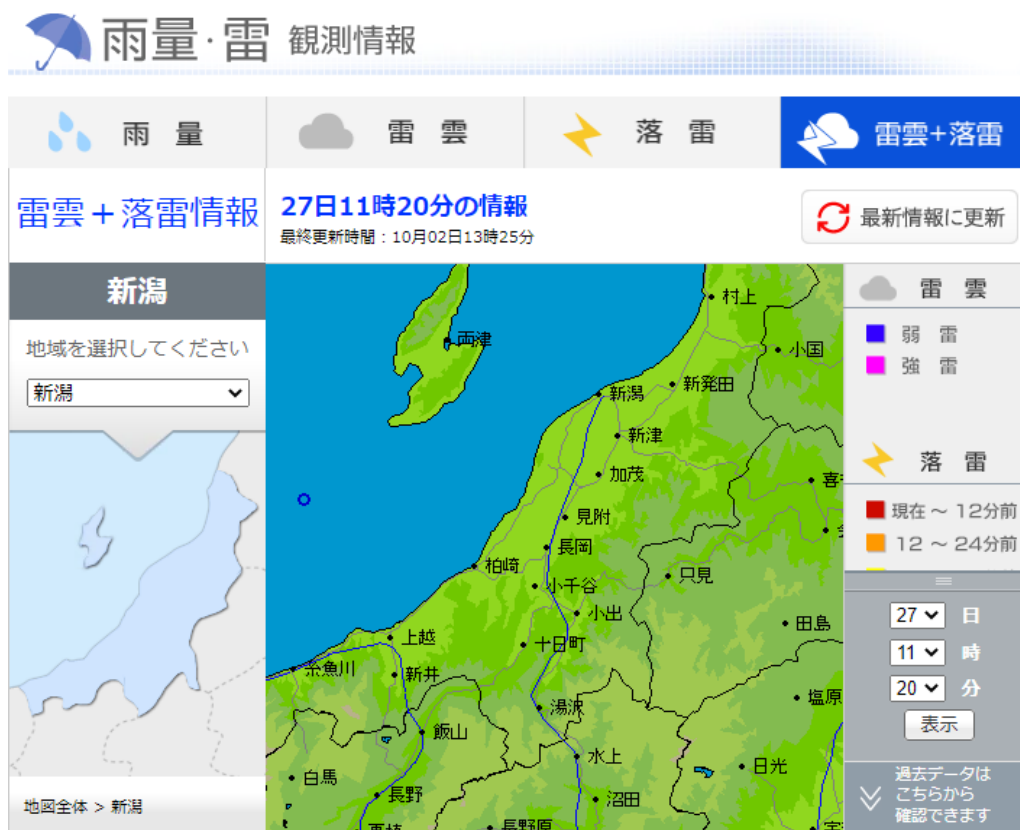 雨量・雷 観測情報
雨量
雷雲
落雷
雷雲+落雷
雷雲+落雷情報
27日11時20分の情報
最終更新時間:10月02日13時25分
最新情報に更新
新潟
地域を選択してください
新潟
地図全体 > 新潟
村上
両津
小国
新潟
新発田
新津
加茂
喜
見附
長岡
柏崎
小千谷
只見
小出
田島
上越
十日町
糸魚川
新井
塩原
湯沢
飯山
水上
日光
白馬
長野
沼田
長野原
雷雲
弱雷
強雷
落雷
現在 ~ 12分前
12 ~ 24分前
27 日
11 時
20 分
表示
過去データは
こちらから
確認できます